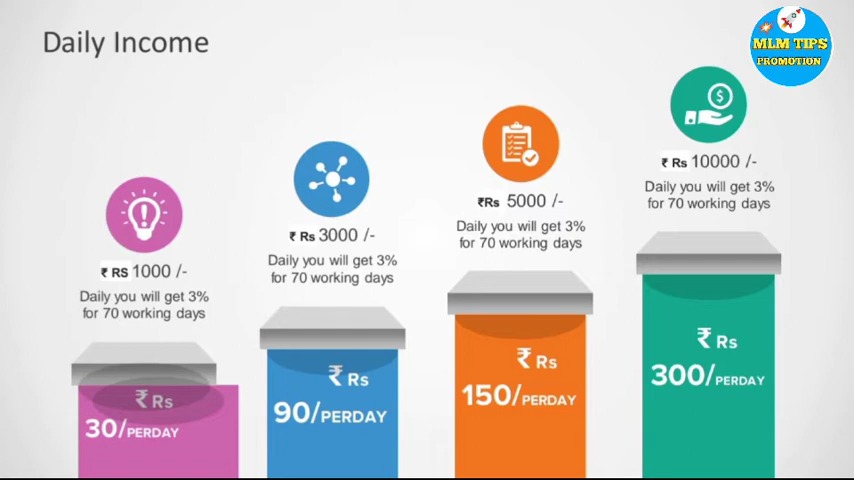 Daily Income
MLM TIPS
PROMOTION
₹ RS 1000 /-
Daily you will get 3%
for 70 working days
₹ Rs
30/PERDAY
₹ Rs 3000 /-
Daily you will get 3%
for 70 working days
₹ Rs
90/PERDAY
₹Rs 5000 /-
Daily you will get 3%
for 70 working days
₹ Rs
150/PERDAY
₹ Rs 10000 /-
Daily you will get 3%
for 70 working days
₹ Rs
300/PERDAY